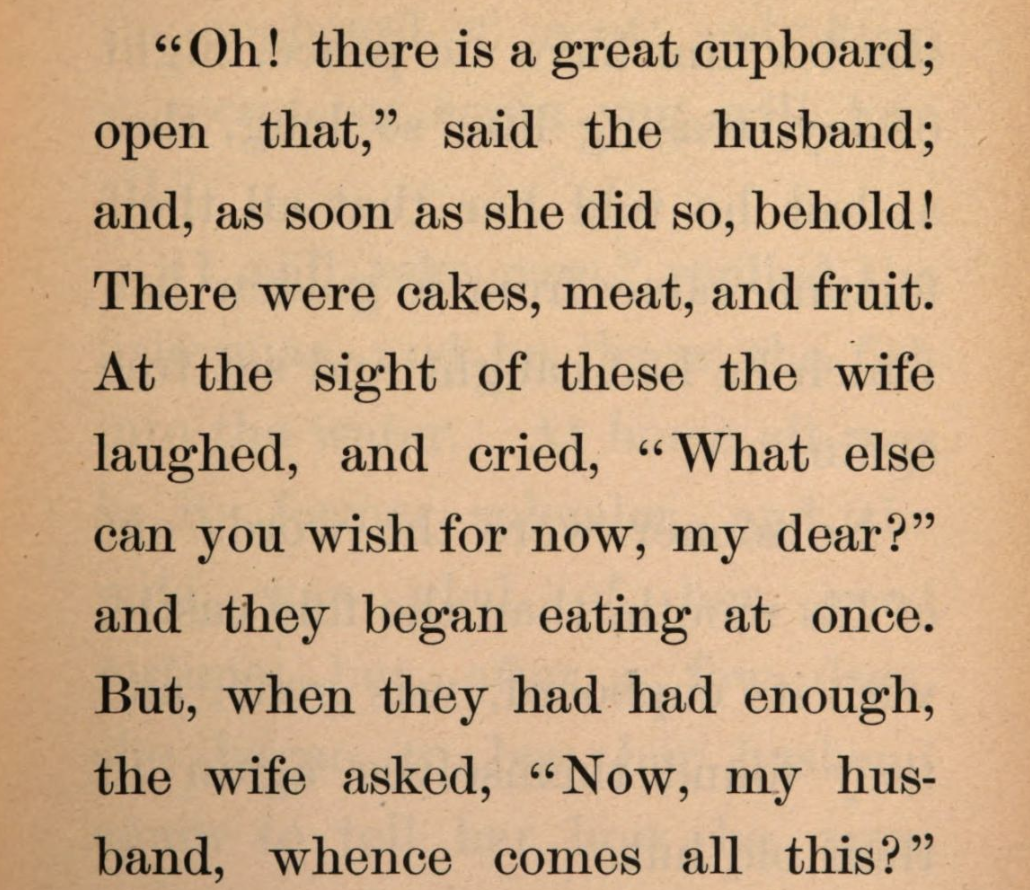 “Oh! there is a great cupboard;
open that,” said the husband;
and, as soon as she did so, behold!
There were cakes, meat, and fruit.
At the sight of these the wife
laughed, and cried, “What else
can you wish for now, my dear?”
and they began eating at once.
But, when they had had enough,
the wife asked, “Now, my hus-
band, whence comes all this?”